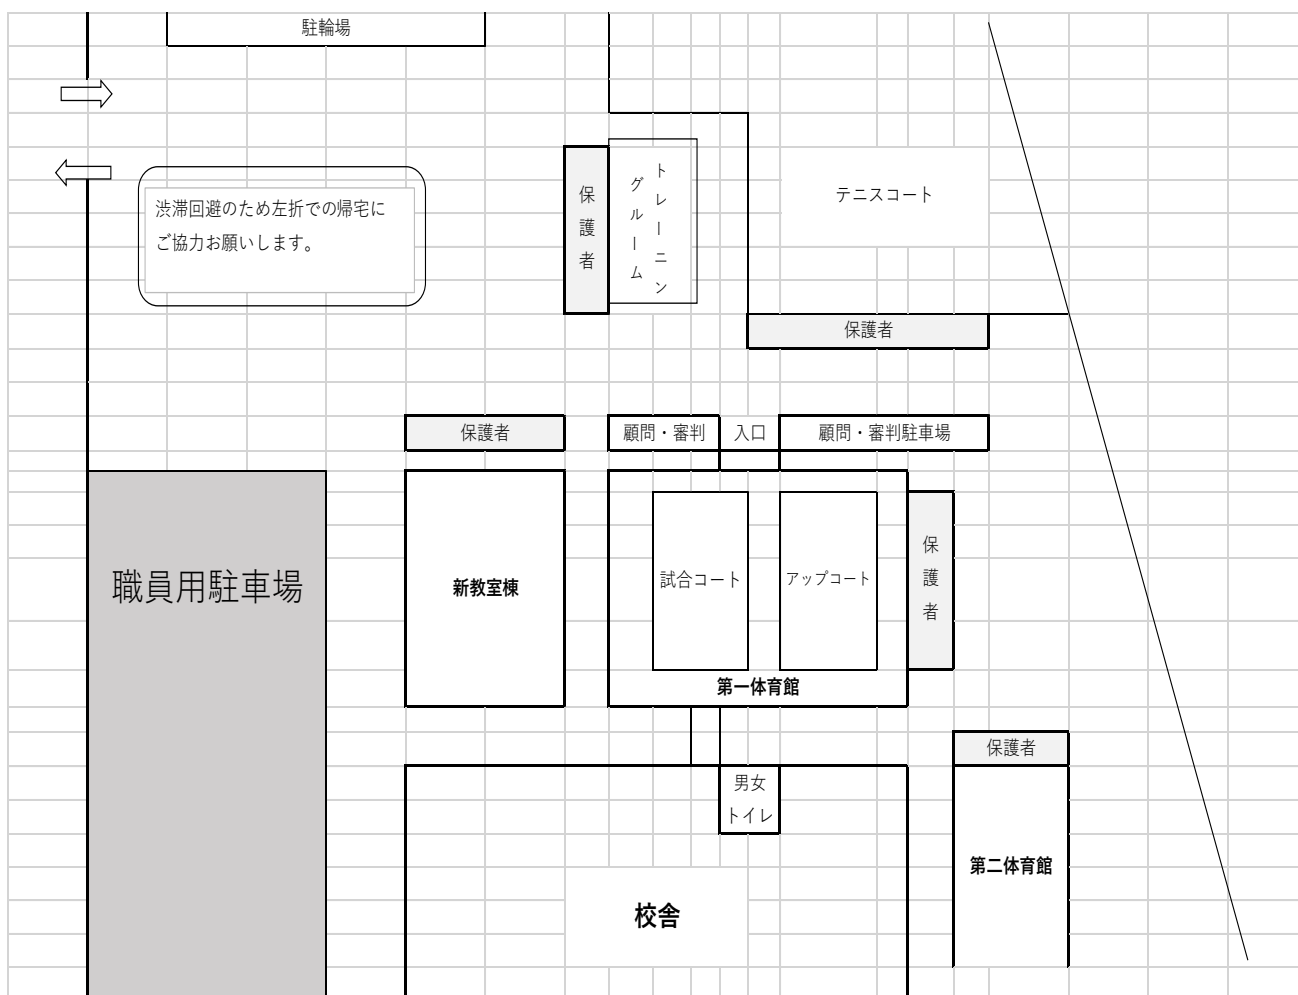 駐輪場
渋滞回避のため左折での帰宅に
ご協力お願いします。
保護者
トレーニン
グルーム
テニスコート
保護者
保護者
顧問・審判
入口
顧問・審判駐車場
職員用駐車場
新教室棟
試合コート
アップコート
保護者
第一体育館
保護者
男女
トイレ
第二体育館
校舎